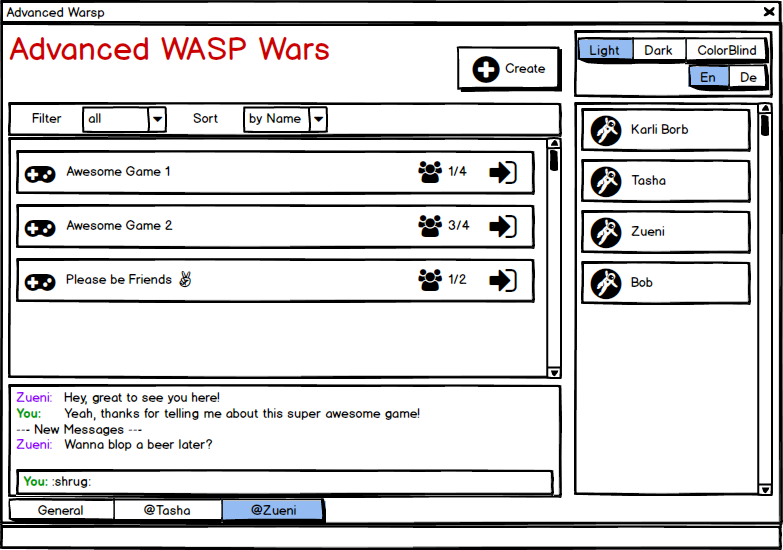 Advanced Warsp
Advanced WASP Wars
Create
Light Dark ColorBlind
En De
Filter all Sort by Name
Awesome Game 1 1/4
Awesome Game 2 3/4
Please be Friends ✌ 1/2
Karli Borb
Tasha
Zueni
Bob
Zueni: Hey, great to see you here!
You: Yeah, thanks for telling me about this super awesome game!
--- New Messages ---
Zueni: Wanna blop a beer later?
You: :shrug:
General @Tasha @Zueni